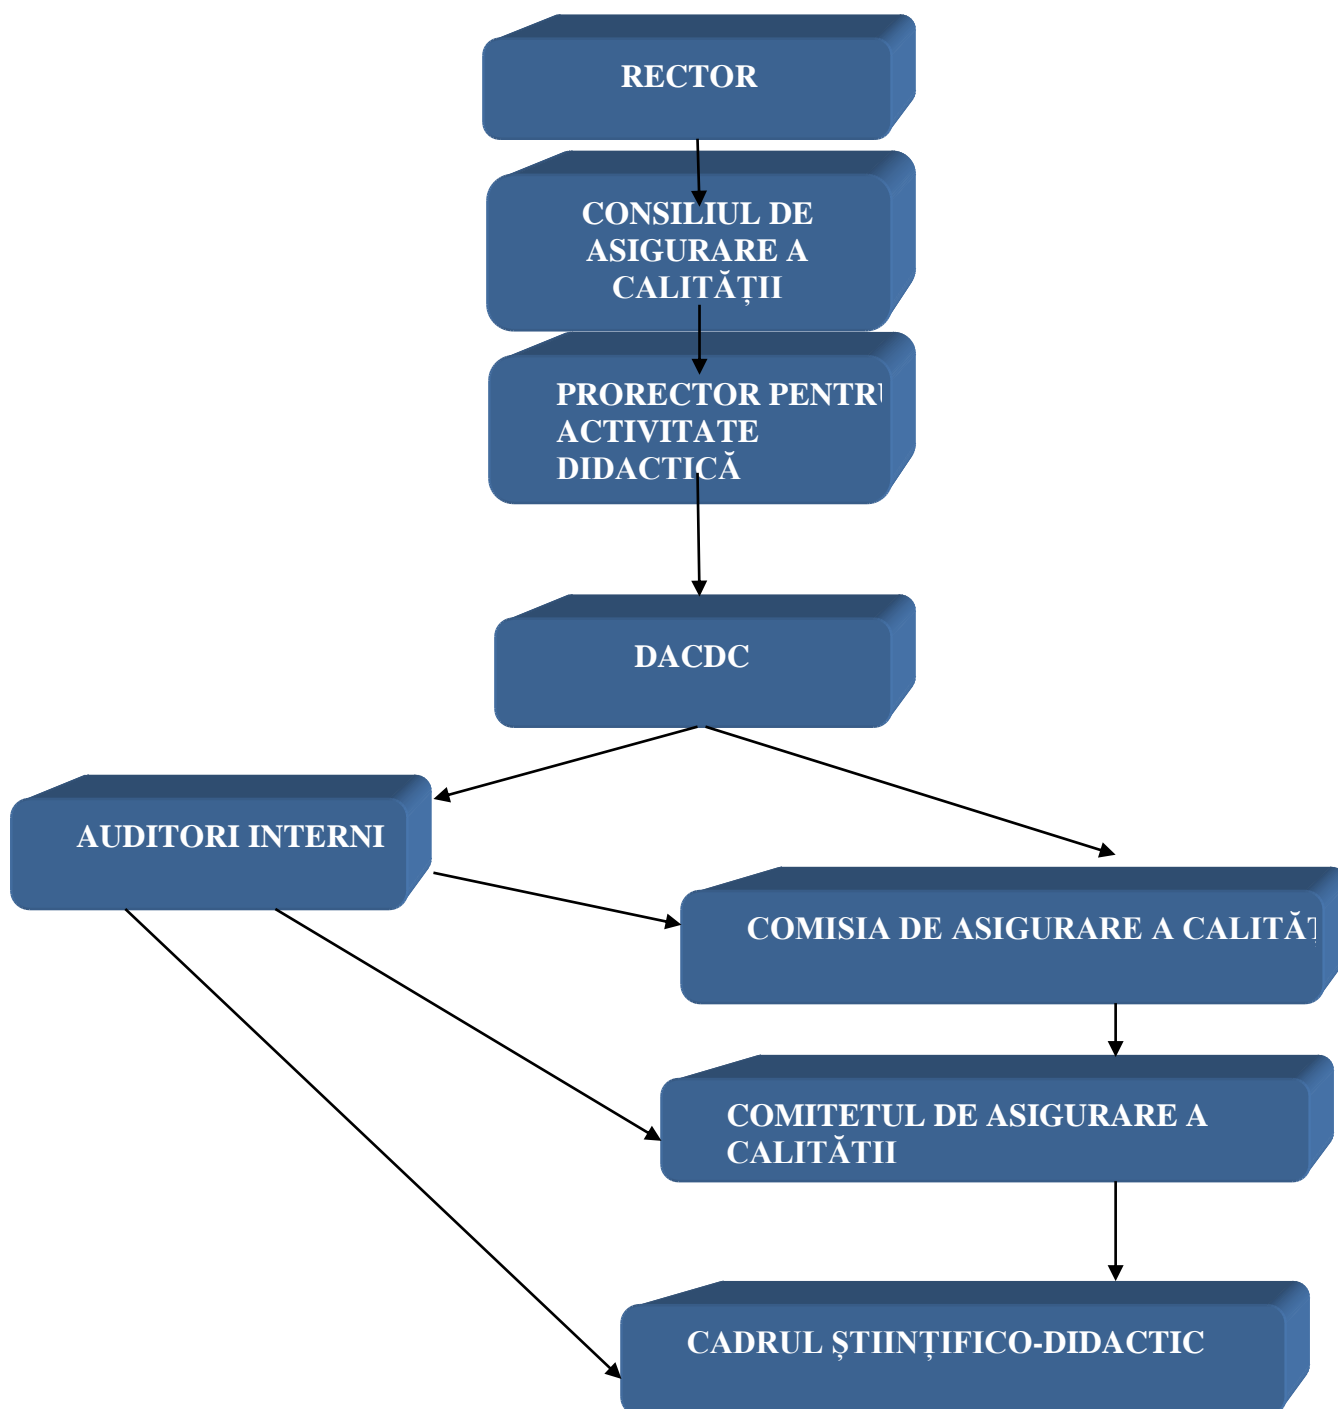 RECTOR
CONSILIUL DE
ASIGURARE A
CALITĂȚII
PRORECTOR PENTRU
ACTIVITATE
DIDACTICĂ
DACDC
AUDITORI INTERNI
COMISIA DE ASIGURARE A CALITĂȚ
COMITETUL DE ASIGURARE A
CALITĂTII
CADRUL ȘTIINȚIFICO-DIDACTIC